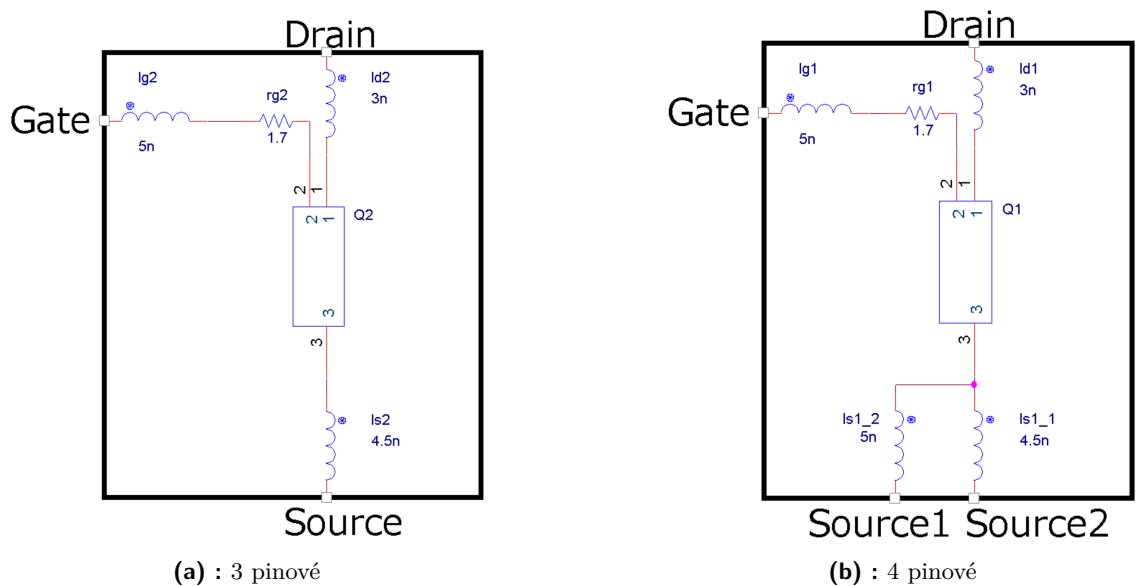 Drain
lg2
ld2
3n
rg2
Gate
5n
1.7
2
1
2 1
Q2
3
3
ls2
4.5n
Source
(a) : 3 pinové
Drain
lg1
ld1
3n
rg1
Gate
5n
1.7
2
1
2 1
Q1
3
3
ls1_2
5n
ls1_1
4.5n
Source1 Source2
(b) : 4 pinové